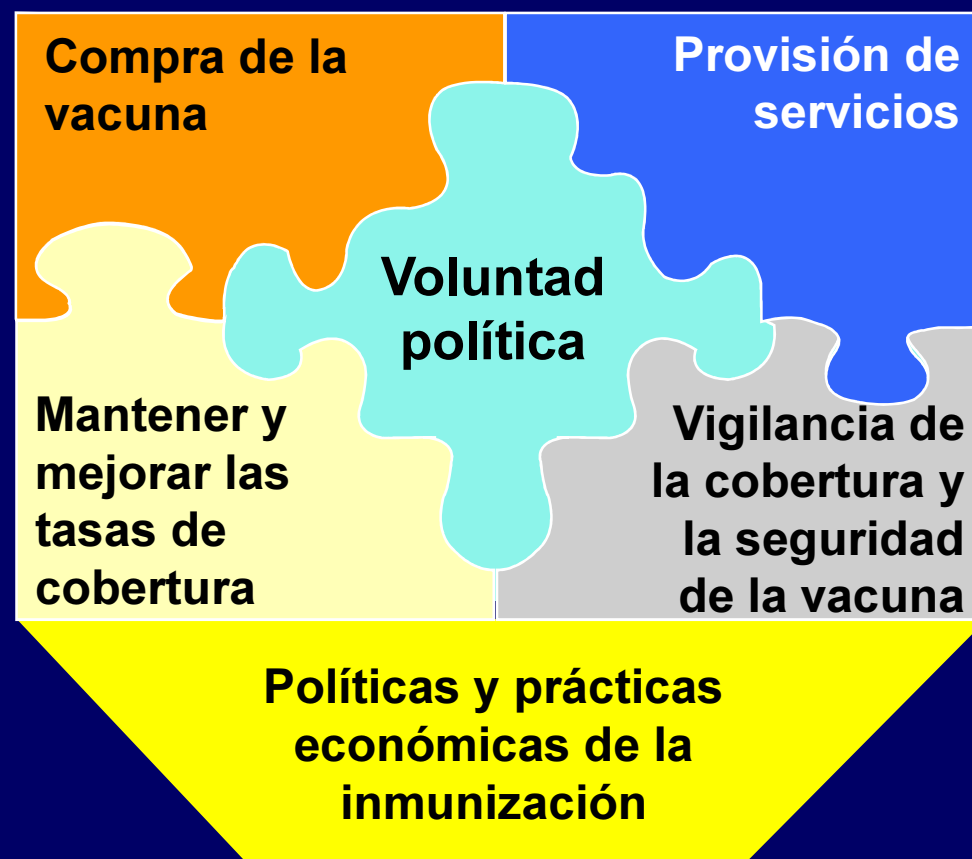 Compra de la
vacuna
Provisión de
servicios
Voluntad
política
Mantener y
mejorar las
tasas de
cobertura
Vigilancia de
la cobertura y
la seguridad
de la vacuna
Políticas y prácticas
económicas de la
inmunización